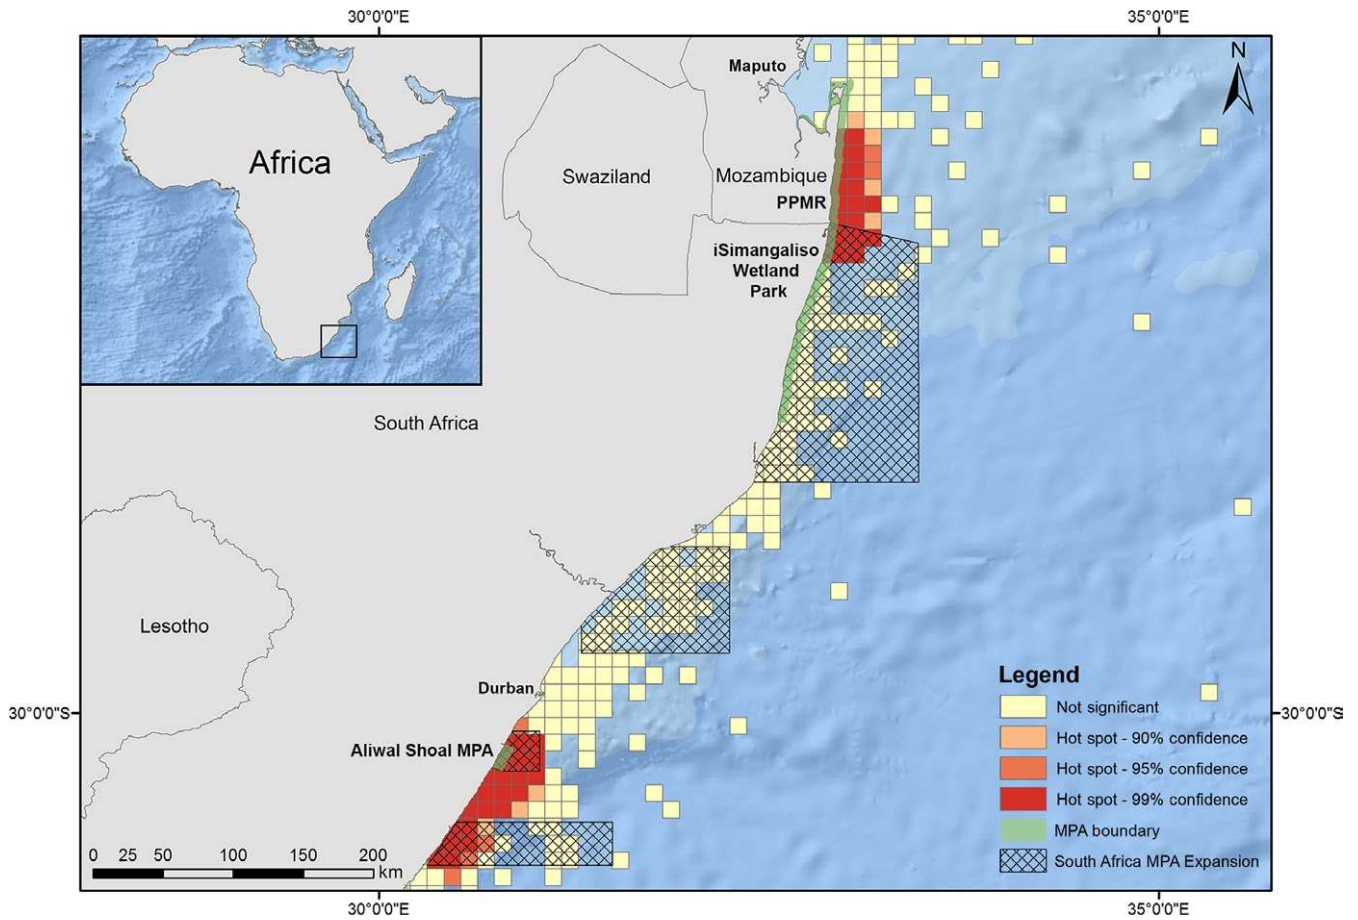 30°0'0"E
35°0'0"E
Maputo
N
Africa
Swaziland
Mozambique
PPMR
iSimangaliso
Wetland
Park
South Africa
Lesotho
Durban
30°0'0"S
30°0'0"S
Aliwal Shoal MPA
Legend
Not significant
Hot spot - 90% confidence
Hot spot - 95% confidence
Hot spot - 99% confidence
MPA boundary
South Africa MPA Expansion
0 25 50 100 150 200
km
30°0'0"E
35°0'0"E